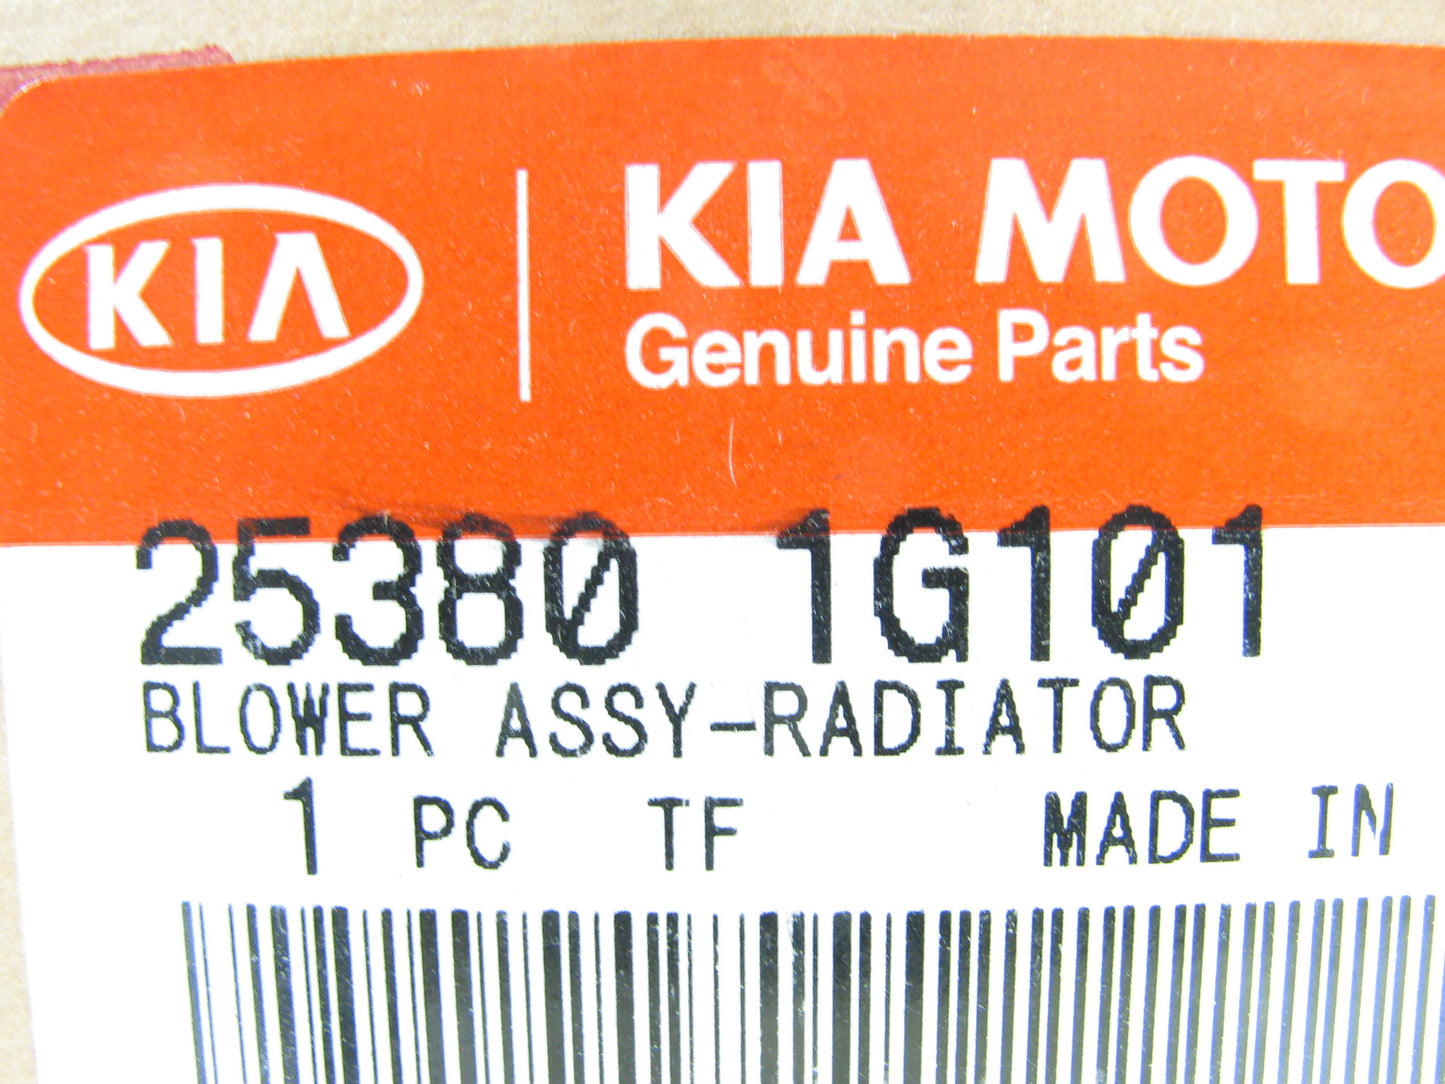 KIA
KIA MOTO
Genuine Parts
25380 1G101
BLOWER ASSY-RADIATOR
1 PC TF MADE IN